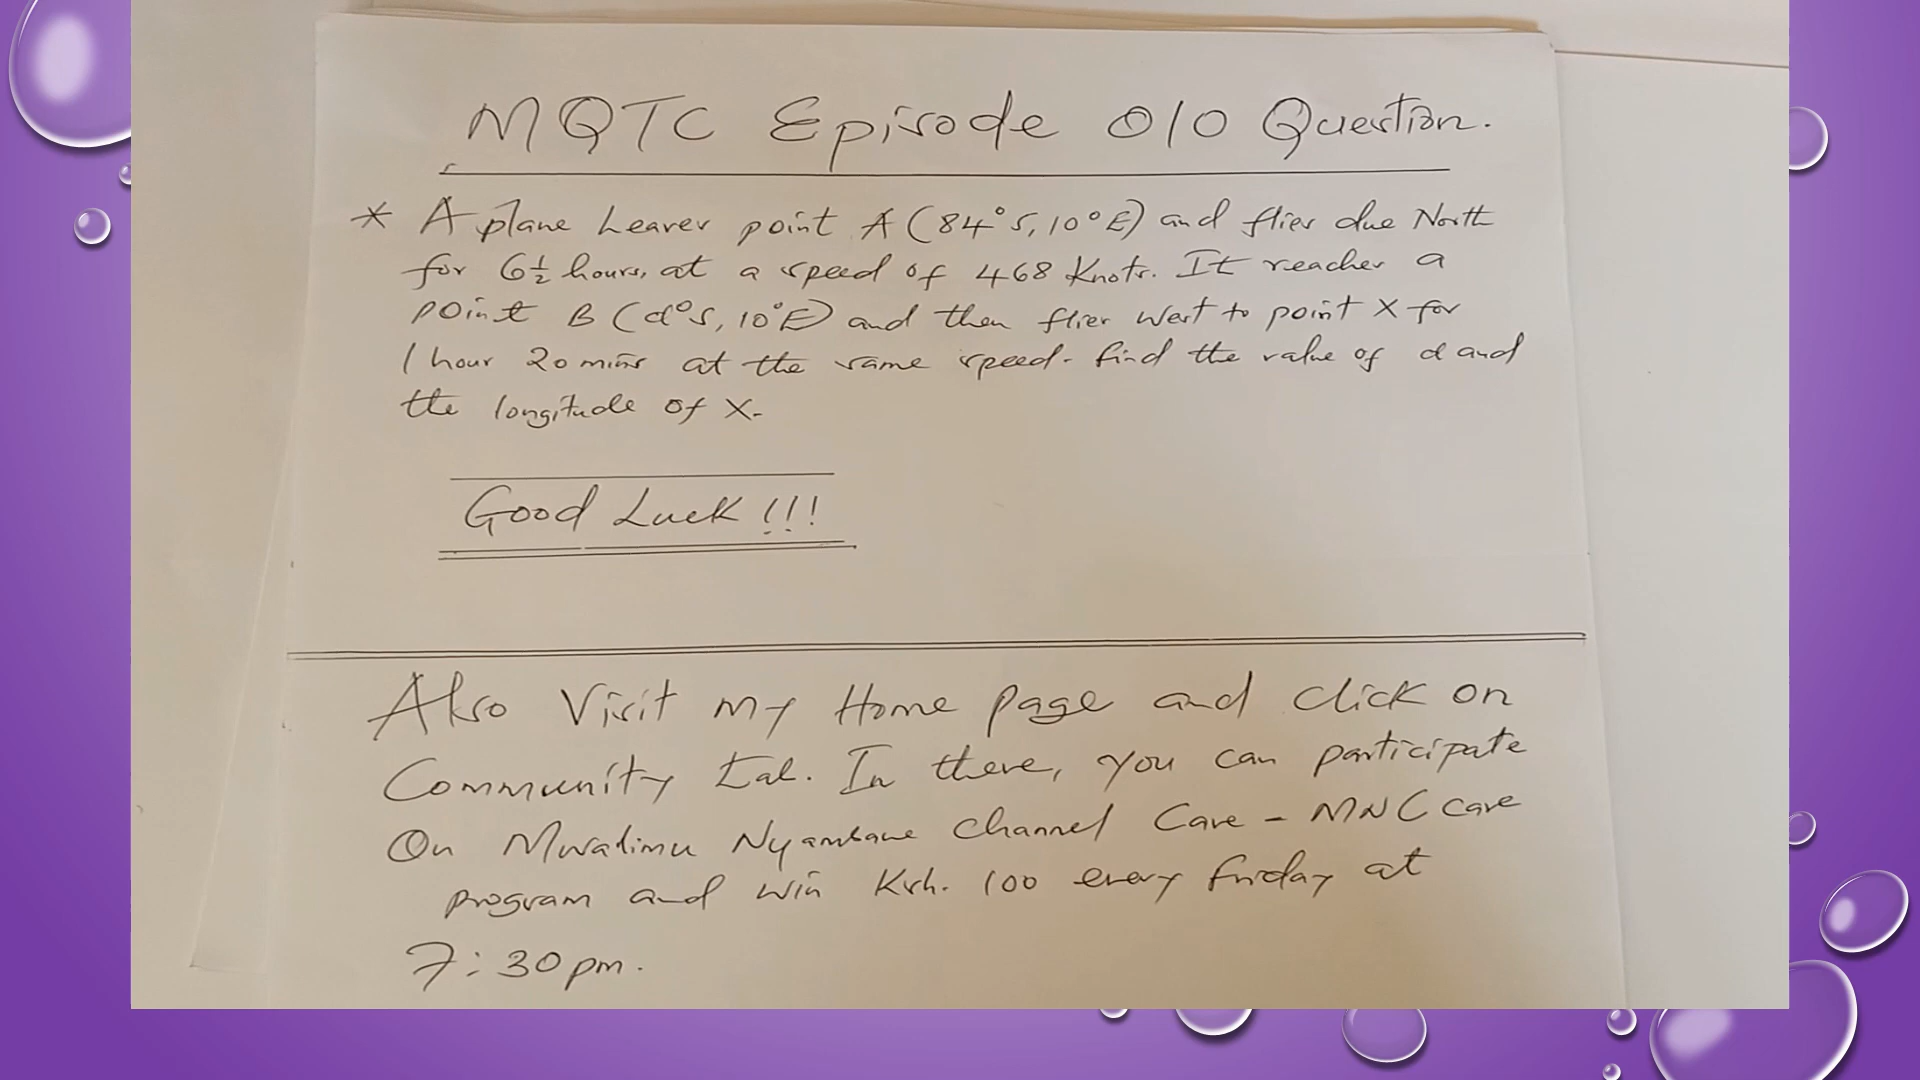 MQTC Episode 010 Question.
* A plane Leaves point A (84°S, 10°E) and flies due North
for 6½ hours, at a speed of 468 Knots. It reaches a
point B (d°S, 10°E) and then flies West to point X for
1 hour 20 mins at the same speed. find the value of d and
the longitude of X.
Good Luck !!!
Also Visit my Home page and click on
Community tab. In there, you can participate
On Mwalimu Nyambane Channel Care - MNC Care
program and win Ksh. 100 every friday at
7:30pm.